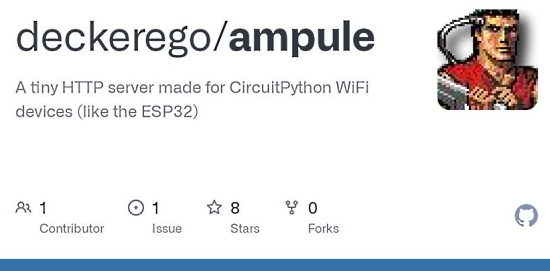 deckerego/ampule
A tiny HTTP server made for CircuitPython WiFi
devices (like the ESP32)
1 1 8 0
Contributor Issue Stars Forks